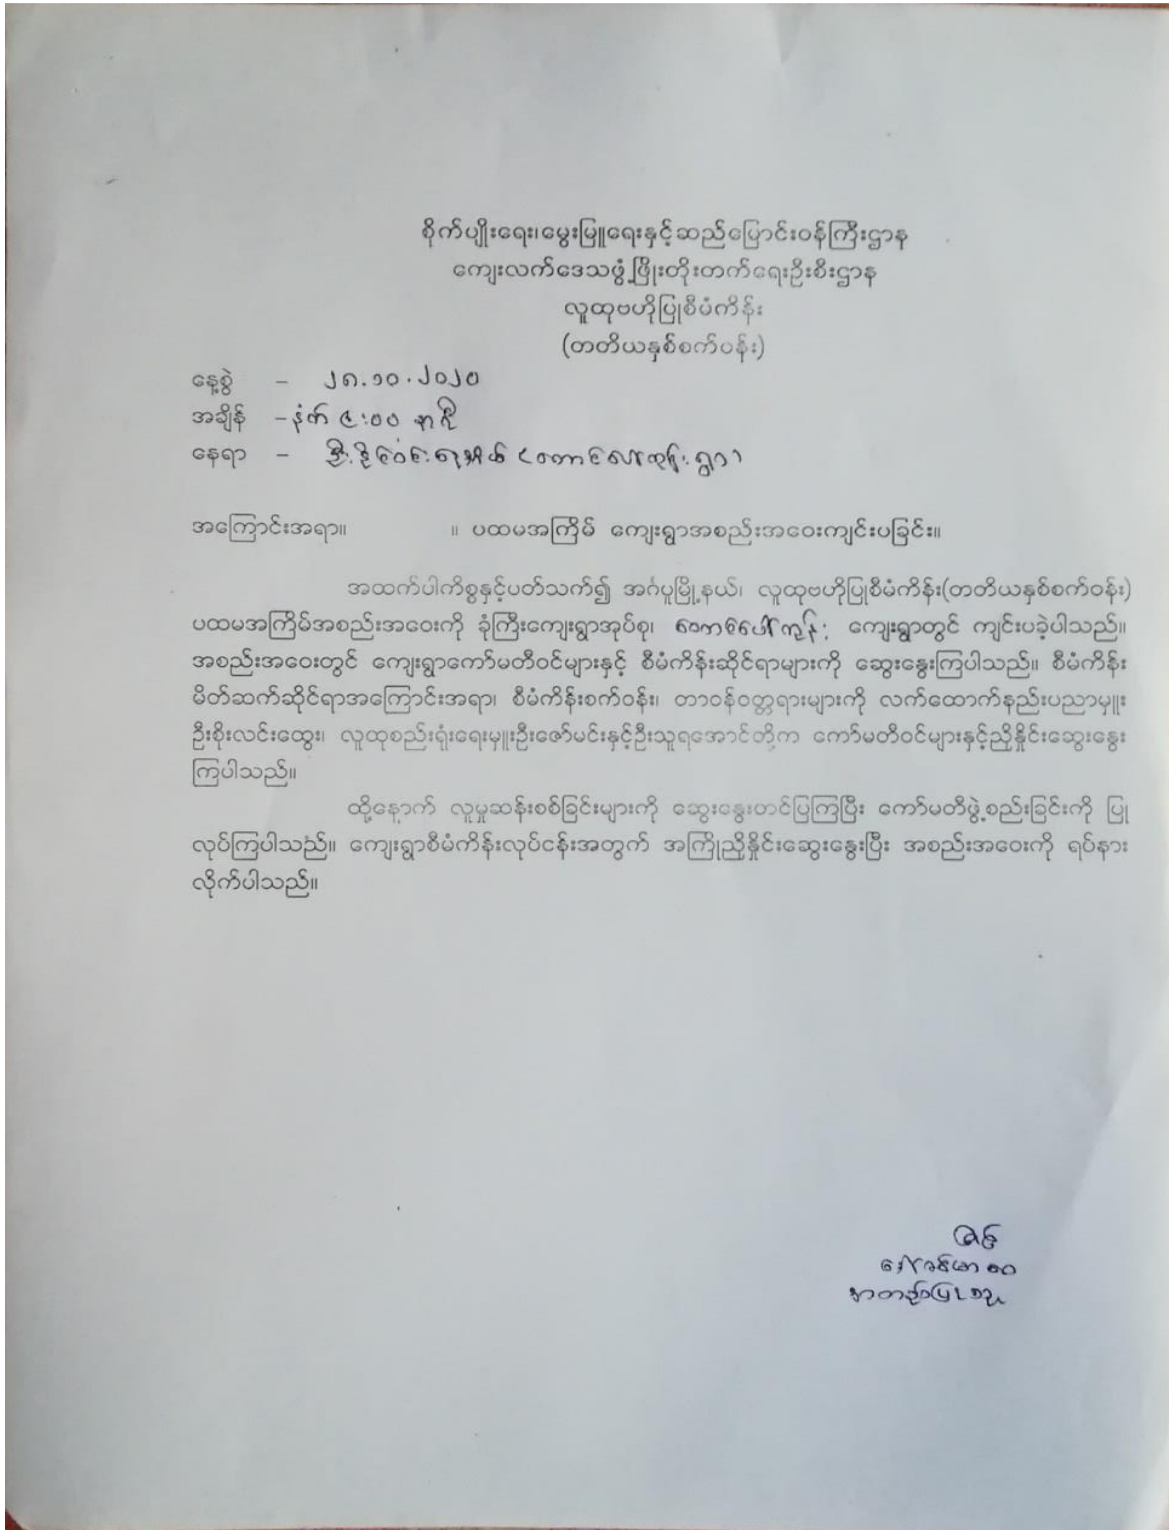 စိုက်ပျိုးရေး၊မွေးမြူရေးနှင့်ဆည်မြောင်းဝန်ကြီးဌာန
ကျေးလက်ဒေသဖွံ့ဖြိုးတိုးတက်ရေးဦးစီးဌာန
လူထုဗဟိုပြုစီမံကိန်း
(တတိယနှစ်စက်ဝန်း)
နေ့စွဲ - ၂၈.၁၀.၂၀၂၀
အချိန် - နံက် ၉:၀၀ နာရီ
နေရာ -
အကြောင်းအရာ။ ။ ပထမအကြိမ် ကျေးရွာအစည်းအဝေးကျင်းပခြင်း။
အထက်ပါကိစ္စနှင့်ပတ်သက်၍ အင်္ဂပူမြို့နယ်၊ လူထုဗဟိုပြုစီမံကိန်း(တတိယနှစ်စက်ဝန်း)
ပထမအကြိမ်အစည်းအဝေးကို ခုံကြီးကျေးရွာအုပ်စု၊ ကျေးရွာတွင် ကျင်းပခဲ့ပါသည်။
အစည်းအဝေးတွင် ကျေးရွာကော်မတီဝင်များနှင့် စီမံကိန်းဆိုင်ရာများကို ဆွေးနွေးကြပါသည်။ စီမံကိန်း
မိတ်ဆက်ဆိုင်ရာအကြောင်းအရာ၊ စီမံကိန်းစက်ဝန်း၊ တာဝန်ဝတ္တရားများကို လက်ထောက်နည်းပညာမှူး
ဦးစိုးလင်းထွေး၊ လူထုစည်းရုံးရေးမှူးဦးဇော်မင်းနှင့်ဦးသူရအောင်တို့က ကော်မတီဝင်များနှင့်ညှိနှိုင်းဆွေးနွေး
ကြပါသည်။
ထို့နောက် လူမှုဆန်းစစ်ခြင်းများကို ဆွေးနွေးတင်ပြကြပြီး ကော်မတီဖွဲ့စည်းခြင်းကို ပြု
လုပ်ကြပါသည်။ ကျေးရွာစီမံကိန်းလုပ်ငန်းအတွက် အကြိုညှိနှိုင်းဆွေးနွေးပြီး အစည်းအဝေးကို ရပ်နား
လိုက်ပါသည်။